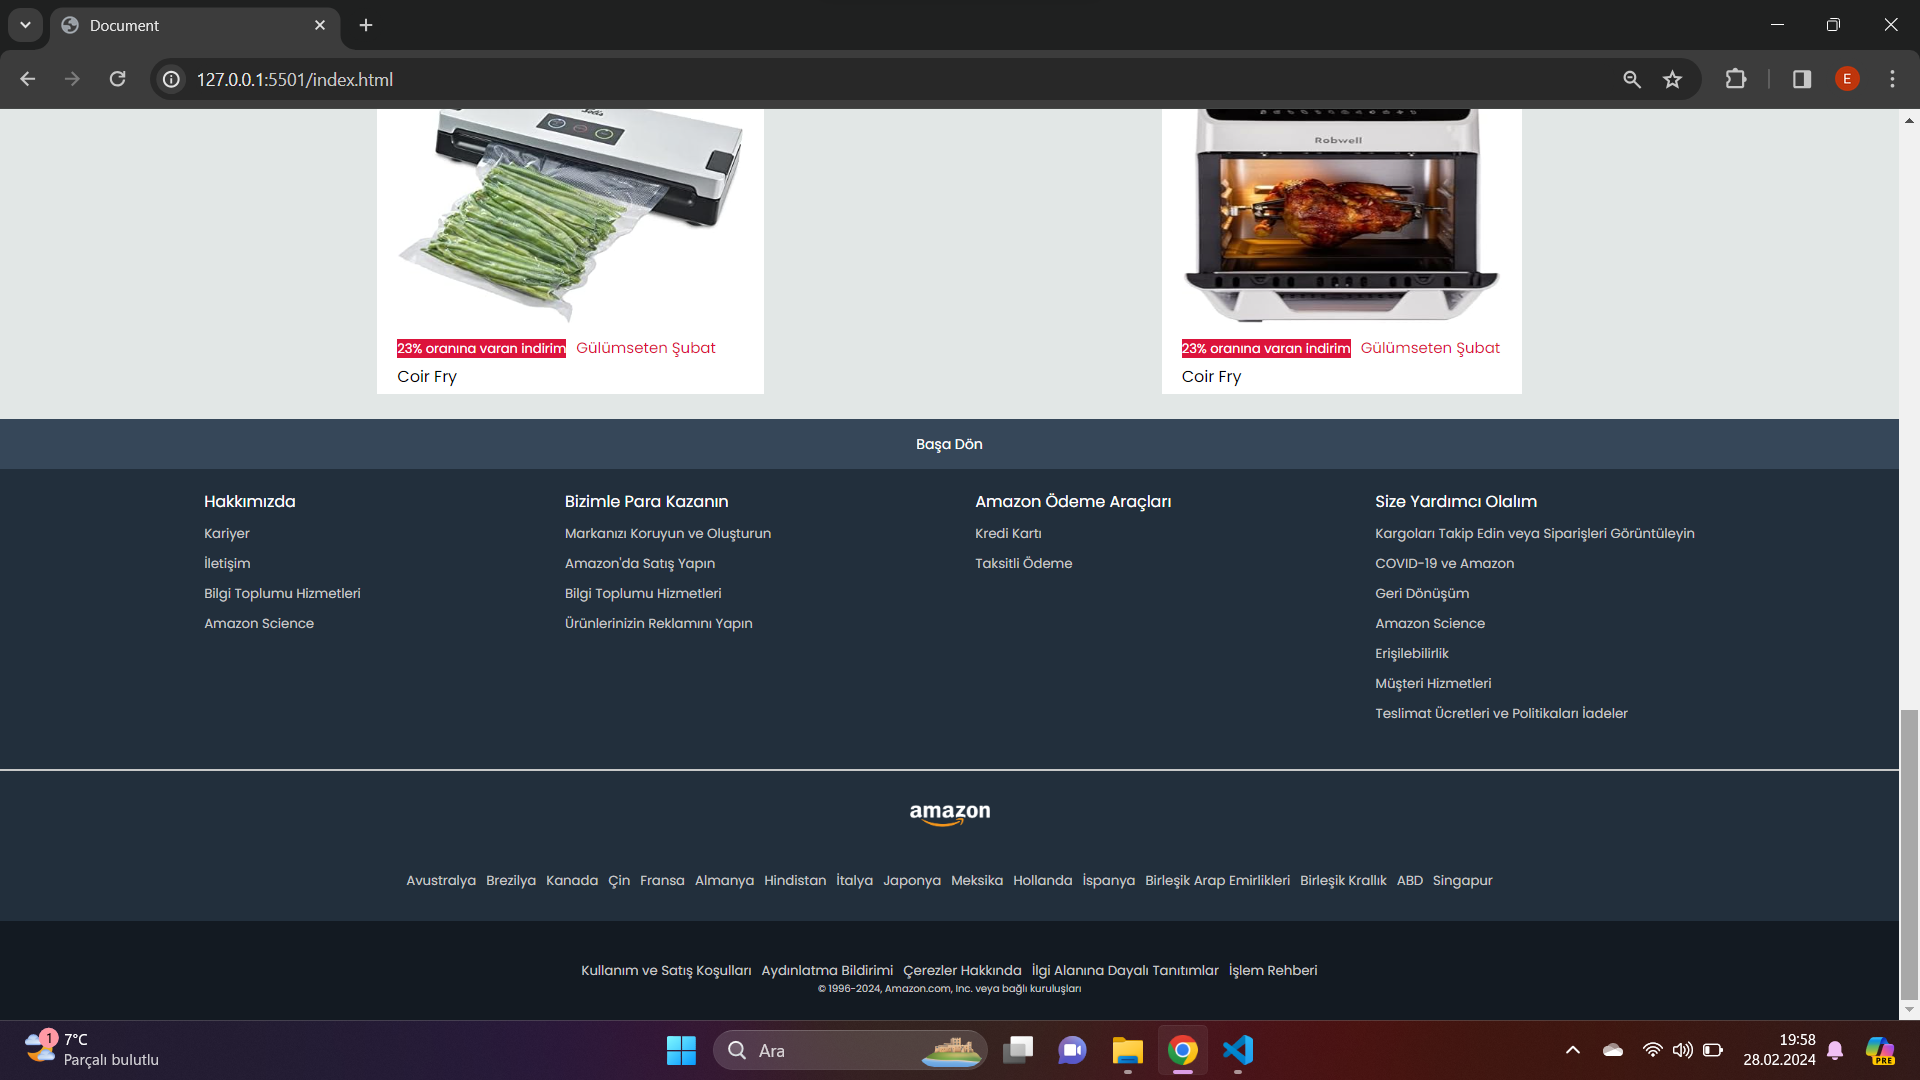 Document
127.0.0.1:5501/index.html
E
Solis
Robwell
23% oranına varan indirim Gülümseten Şubat
Coir Fry
23% oranına varan indirim Gülümseten Şubat
Coir Fry
Başa Dön
Hakkımızda
Kariyer
İletişim
Bilgi Toplumu Hizmetleri
Amazon Science
Bizimle Para Kazanın
Markanızı Koruyun ve Oluşturun
Amazon'da Satış Yapın
Bilgi Toplumu Hizmetleri
Ürünlerinizin Reklamını Yapın
Amazon Ödeme Araçları
Kredi Kartı
Taksitli Ödeme
Size Yardımcı Olalım
Kargoları Takip Edin veya Siparişleri Görüntüleyin
COVID-19 ve Amazon
Geri Dönüşüm
Amazon Science
Erişilebilirlik
Müşteri Hizmetleri
Teslimat Ücretleri ve Politikaları İadeler
amazon
Avustralya Brezilya Kanada Çin Fransa Almanya Hindistan İtalya Japonya Meksika Hollanda İspanya Birleşik Arap Emirlikleri Birleşik Krallık ABD Singapur
Kullanım ve Satış Koşulları Aydınlatma Bildirimi Çerezler Hakkında İlgi Alanına Dayalı Tanıtımlar İşlem Rehberi
© 1996-2024, Amazon.com, Inc. veya bağlı kuruluşları
1
7°C
Parçalı bulutlu
Ara
19:58
28.02.2024
PRE